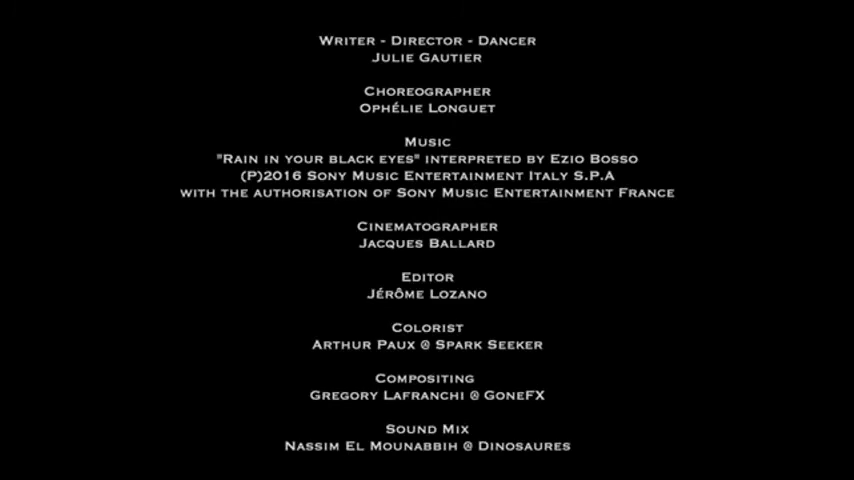 Writer - Director - Dancer
Julie Gautier
Choreographer
Ophélie Longuet
Music
"Rain in your black eyes" interpreted by Ezio Bosso
(P)2016 Sony Music Entertainment Italy S.P.A
with the authorisation of Sony Music Entertainment France
Cinematographer
Jacques Ballard
Editor
Jérôme Lozano
Colorist
Arthur Paux @ Spark Seeker
Compositing
Gregory Lafranchi @ GoneFX
Sound Mix
Nassim El Mounabbih @ Dinosaures